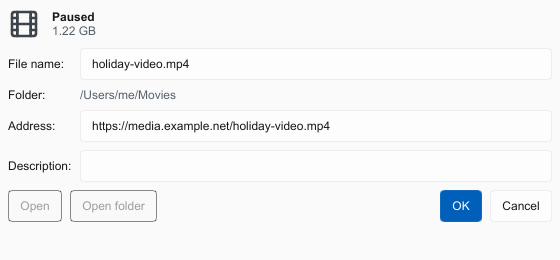 Paused
1.22 GB
File name: holiday-video.mp4
Folder: /Users/me/Movies
Address: https://media.example.net/holiday-video.mp4
Description:
Open Open folder OK Cancel